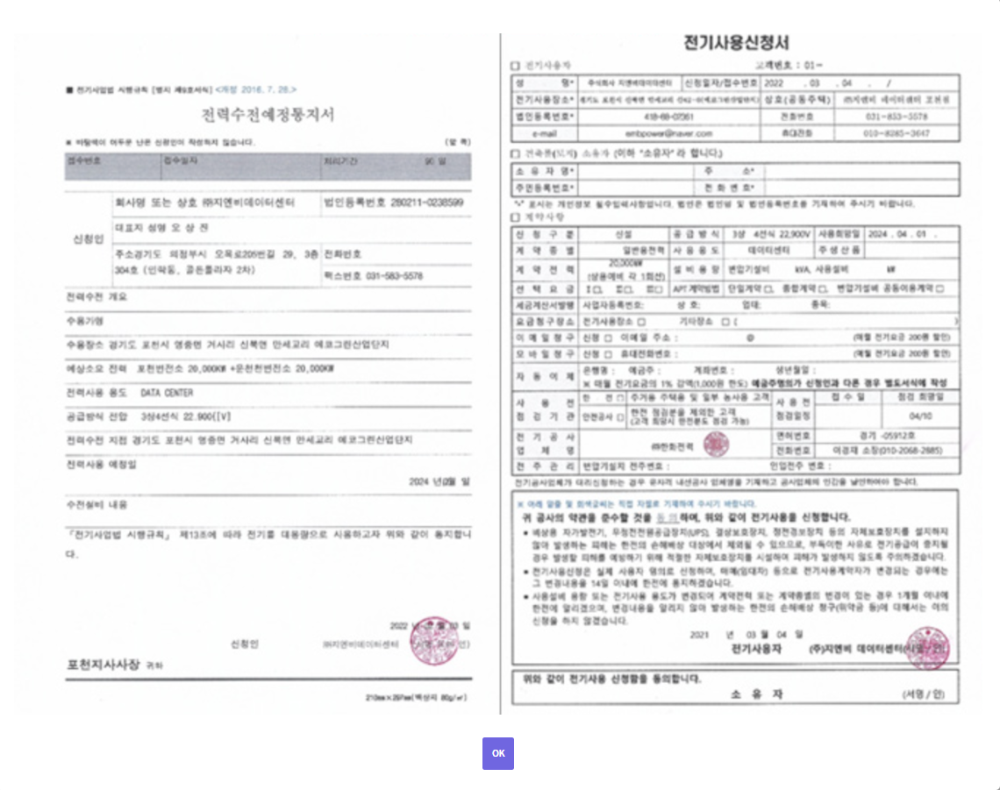 ■ 전기사업법 시행규칙 [별지 제9호서식] <개정 2016. 7. 28.>
전력수전예정통지서
※ 바탕색이 어두운 난은 신청인이 작성하지 않습니다. (앞 쪽)
접수번호 접수일자 처리기간 90 일
신청인
회사명 또는 상호 ㈜지엔비데이터센터 법인등록번호 280211-0238599
대표자 성명 오 상 진
주소경기도 의정부시 오목로205번길 29, 3층 전화번호
304호 (민락동, 골든플라자 2차)
팩스번호 031-583-5578
전력수전 개요
수용가명
수용장소 경기도 포천시 영중면 거사리 신북면 만세교리 에코그린산업단지
예상소요 전력 포천변전소 20,000KW +운천천변전소 20,000KW
전력사용 용도 DATA CENTER
공급방식 전압 3상4선식 22.900[V]
전력수전 지점 경기도 포천시 영중면 거사리 신북면 만세교리 에코그린산업단지
전력사용 예정일
2024 년 월 일
수전설비 내용
「전기사업법 시행규칙」 제13조에 따라 전기를 대용량으로 사용하고자 위와 같이 통지합니
다.
2022 년 월 03 일
신청인 ㈜지엔비데이터센터
포천지사사장 귀하
210㎜×297㎜(백상지 80g/㎡)
전기사용신청서
□ 전기사용자 고객번호 : 01-
성 명* 주식회사 지엔비데이터센터 신청일자/접수번호 2022 . 03 . 04 . /
전기사용장소* 경기도 포천시 신북면 만세교리 상호(공동주택) ㈜지엔비 데이터센터 포천점
법인등록번호* 418-88-02361 전화번호 031-853-5578
e-mail embpower@naver.com 휴대전화 010-8285-3647
□ 건축물(토지) 소유자 (이하 "소유자"라 합니다.)
소 유 자 명* 주 소*
주민등록번호* 전 화 번 호*
"*" 표시는 개인정보 필수입력사항입니다. 법인은 법인명 및 법인등록번호를 기재하여 주시기 바랍니다.
□ 계약사항
신 청 구 분 신설 공 급 방 식 3상 4선식 22,900V 사용희망일 2024 . 04 . 01 .
계 약 종 별 일반용전력 사 용 용 도 데이터센터 주 생 산 품
계 약 전 력 20,000kW
(상용예비 각 1회선) 설 비 용 량 변압기설비 kVA, 사용설비 kW
선 택 요 금 Ⅰ□, Ⅱ□, Ⅲ□ APT 계약방법 단일계약 □, 종합계약 □, 변압기설비 공동이용계약 □
세금계산서발행 사업자등록번호: 상 호: 업태: 종목:
요금청구장소 전기사용장소 □ 기타장소 □ ( )
이 메 일 청 구 신청 □ 이메일 주소 : @ (매월 전기요금 200원 할인)
모 바 일 청 구 신청 □ 휴대전화번호 : (매월 전기요금 200원 할인)
자 동 이 체 은행명 : 예금주 : 계좌번호 : 생년월일 :
※ 매월 전기요금의 1% 감액(1,000원 한도) 예금주명의가 신청인과 다른 경우 별도서식에 작성
사 용 전
점 검 기 관
한 전 □ 주거용 주택용 및 일부 농사용 고객
안전공사 □ 한전 점검분을 제외한 고객
(고객 희망시 한전분도 점검 가능)
사 용 전
점검일정
접 수 일 점검 희망일
04/10
전 기 공 사
업 체 명
㈜한화전력
면허번호 경기 -05912호
전화번호 이경재 소장(010-2068-2885)
전 주 관 리 변압기설치 전주번호 : 인입전주 번호 :
전기공사업체가 대리신청하는 경우 문자격 내선공사 업체명을 기재하고 공사업체의 인감을 날인하여야 합니다.
※ 아래 밑줄 및 회색글씨는 직접 자필로 기재하여 주시기 바랍니다.
귀 공사의 약관을 준수할 것을 동의하며, 위와 같이 전기사용을 신청합니다.
▪ 비상용 자가발전기, 무정전전원공급장치(UPS), 결상보호장치, 정전경보장치 등의 자체보호장치를 설치하지
않아 발생하는 피해는 한전의 손해배상 대상에서 제외될 수 있으므로, 부득이한 사유로 전기공급이 중지될
경우 발생할 피해를 예방하기 위해 적절한 자체보호장치를 시설하여 피해가 발생하지 않도록 주의하겠습니다.
▪ 전기사용신청은 실제 사용자 명의로 신청하며, 매매(임대차) 등으로 전기사용계약자가 변경되는 경우에는
그 변경내용을 14일 이내에 한전에 통지하겠습니다.
▪ 사용설비 용량 또는 전기사용 용도가 변경되어 계약전력 또는 계약종별의 변경이 있는 경우 1개월 이내에
한전에 알리겠으며, 변경내용을 알리지 않아 발생하는 한전의 손해배상 청구(위약금 등)에 대해서는 이의
신청을 하지 않겠습니다.
2021 년 03 월 04 일
전기사용자 (주)지엔비 데이터센터
위와 같이 전기사용 신청함을 동의합니다.
소 유 자 (서명/인)
OK